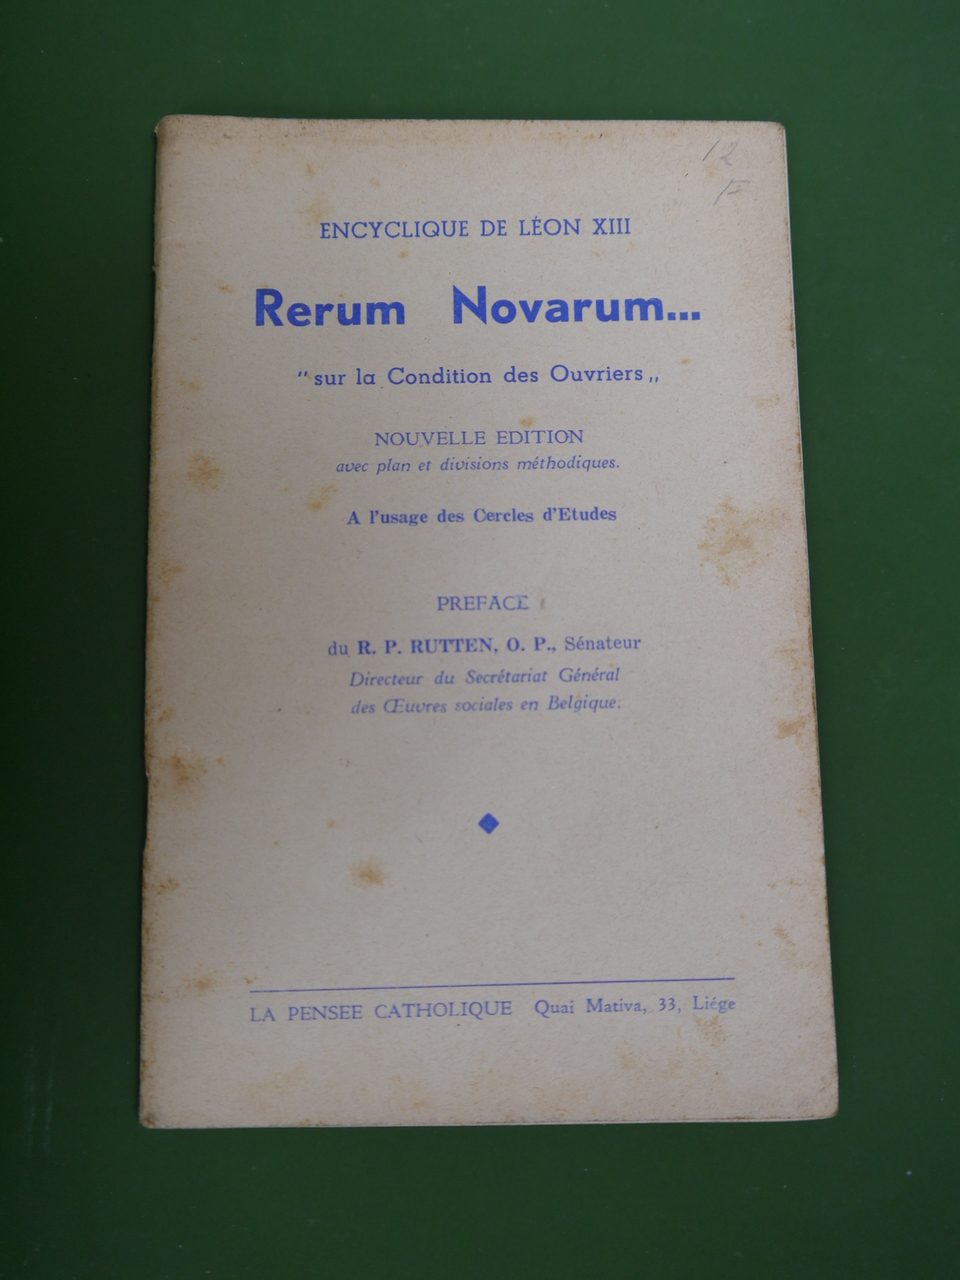 12
F
ENCYCLIQUE DE LÉON XIII
Rerum Novarum...
" sur la Condition des Ouvriers „
NOUVELLE EDITION
avec plan et divisions méthodiques.
A l'usage des Cercles d'Etudes
PREFACE
du R. P. RUTTEN, O. P., Sénateur
Directeur du Secrétariat Général
des Œuvres sociales en Belgique.
LA PENSEE CATHOLIQUE Quai Mativa, 33, Liége